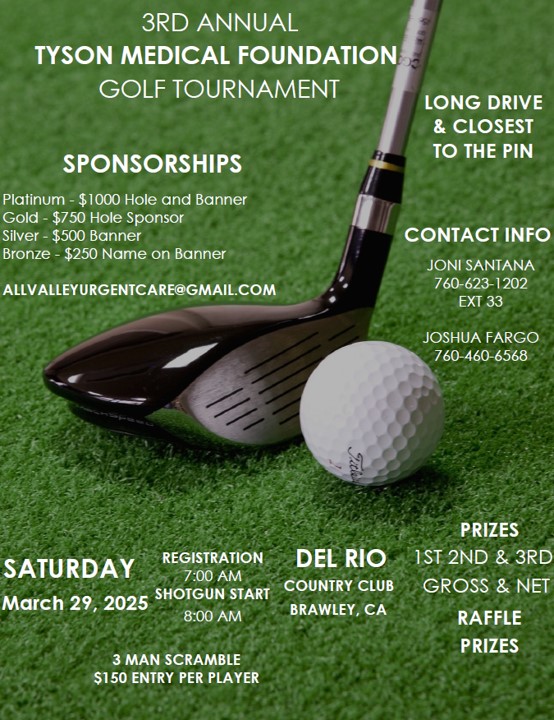 3RD ANNUAL
TYSON MEDICAL FOUNDATION
GOLF TOURNAMENT
LONG DRIVE
& CLOSEST
TO THE PIN
SPONSORSHIPS
Platinum - $1000 Hole and Banner
Gold - $750 Hole Sponsor
Silver - $500 Banner
Bronze - $250 Name on Banner
ALLVALLEYURGENTCARE@GMAIL.COM
CONTACT INFO
JONI SANTANA
760-623-1202
EXT 33
JOSHUA FARGO
760-460-6568
SATURDAY
March 29, 2025
REGISTRATION
7:00 AM
SHOTGUN START
8:00 AM
DEL RIO
COUNTRY CLUB
BRAWLEY, CA
PRIZES
1ST 2ND & 3RD
GROSS & NET
RAFFLE
PRIZES
3 MAN SCRAMBLE
$150 ENTRY PER PLAYER